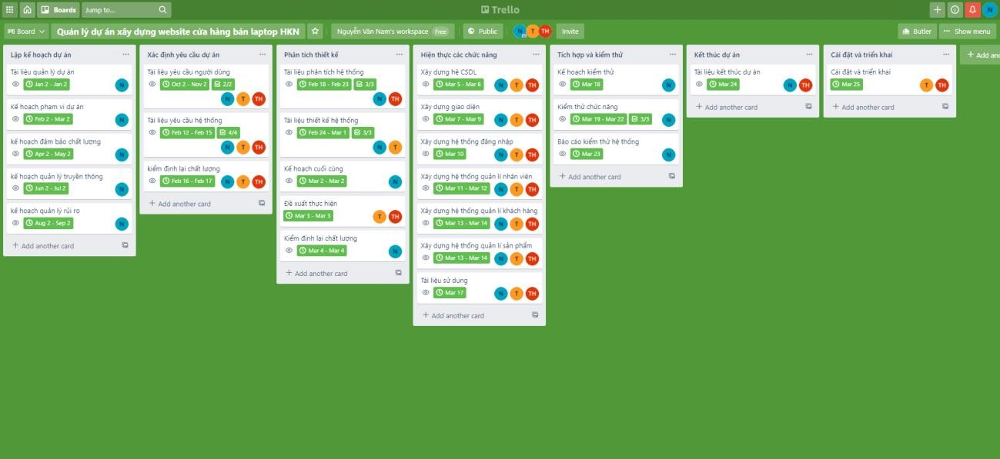 Boards Jump to... Trello N
Board Quản lý dự án xây dựng website cửa hàng bán laptop HKN Nguyễn Văn Nam's workspace Free Public N T TH Invite Butler ... Show menu
Lập kế hoạch dự án ...
Tài liệu quản lý dự án
Jan 2 - Jan 2 N
Kế hoạch phạm vi dự án
Feb 2 - Mar 2 N
kế hoạch đảm bảo chất lượng
Apr 2 - May 2 N
kế hoạch quản lý truyền thông
Jun 2 - Jul 2 N
kế hoạch quản lý rủi ro
Aug 2 - Sep 2 N
+ Add another card
Xác định yêu cầu dự án ...
Tài liệu yêu cầu người dùng
Oct 2 - Nov 2 2/2
N T TH
Tài liệu yêu cầu hệ thống
Feb 12 - Feb 15 4/4
N T TH
kiểm định lại chất lượng
Feb 16 - Feb 17 N T TH
+ Add another card
Phân tích thiết kế ...
Tài liệu phân tích hệ thống
Feb 18 - Feb 23 3/3
N TH
Tài liệu thiết kế hệ thống
Feb 24 - Mar 1 3/3
N T
Kế hoạch cuối cùng
Mar 2 - Mar 2 N
Đề xuất thực hiện
Mar 3 - Mar 3 T TH
Kiểm định lại chất lượng
Mar 4 - Mar 4 N
+ Add another card
Hiện thực các chức năng ...
Xây dựng hệ CSDL
Mar 5 - Mar 6 N T TH
Xây dựng giao diện
Mar 7 - Mar 9 N T TH
Xây dựng hệ thống đăng nhập
Mar 10 N T TH
Xây dựng hệ thống quản lí nhân viên
Mar 11 - Mar 12 N T TH
Xây dựng hệ thống quản lí khách hàng
Mar 13 - Mar 14 N T TH
Xây dựng hệ thống quản lí sản phẩm
Mar 13 - Mar 14 N T TH
Tài liệu sử dụng
Mar 17 N T TH
+ Add another card
Tích hợp và kiểm thử ...
Kế hoạch kiểm thử
Mar 18 N
Kiểm thử chức năng
Mar 19 - Mar 22 3/3 N
Báo cáo kiểm thử hệ thống
Mar 23 N
+ Add another card
Kết thúc dự án ...
Tài liệu kết thúc dự án
Mar 24 N TH
+ Add another card
Cài đặt và triển khai ...
Cài đặt và triển khai
Mar 25 T TH
+ Add another card
+ Add an